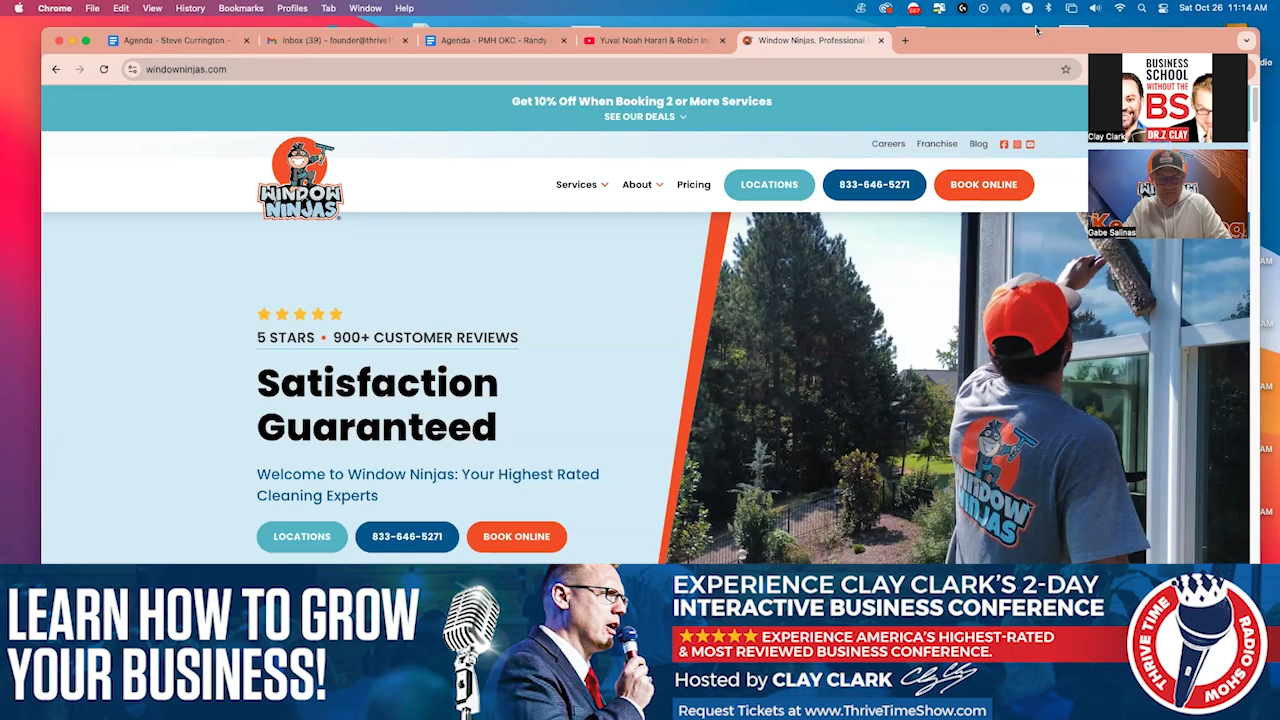 Chrome File Edit View History Bookmarks Profiles Tab Window Help
Sat Oct 26 11:14 AM
Agenda - Steve Currington -
Inbox (39) - founder@thrive1
Agenda - PMH OKC - Randy
Yuval Noah Harari & Robin In
Window Ninjas. Professional
windowninjas.com
Get 10% Off When Booking 2 or More Services
SEE OUR DEALS
Careers Franchise Blog
WINDOW NINJAS
Services About Pricing LOCATIONS 833-646-5271 BOOK ONLINE
BUSINESS
SCHOOL
WITHOUT THE
BS
DR.Z CLAY
Clay Clark
Gabe Salinas
5 STARS • 900+ CUSTOMER REVIEWS
Satisfaction
Guaranteed
Welcome to Window Ninjas: Your Highest Rated
Cleaning Experts
LOCATIONS 833-646-5271 BOOK ONLINE
WINDOW
NINJAS
LEARN HOW TO GROW
YOUR BUSINESS!
EXPERIENCE CLAY CLARK'S 2-DAY
INTERACTIVE BUSINESS CONFERENCE
★★★★★ EXPERIENCE AMERICA'S HIGHEST-RATED
& MOST REVIEWED BUSINESS CONFERENCE.
Hosted by CLAY CLARK
Request Tickets at www.ThriveTimeShow.com
THRIVE TIME RADIO SHOW